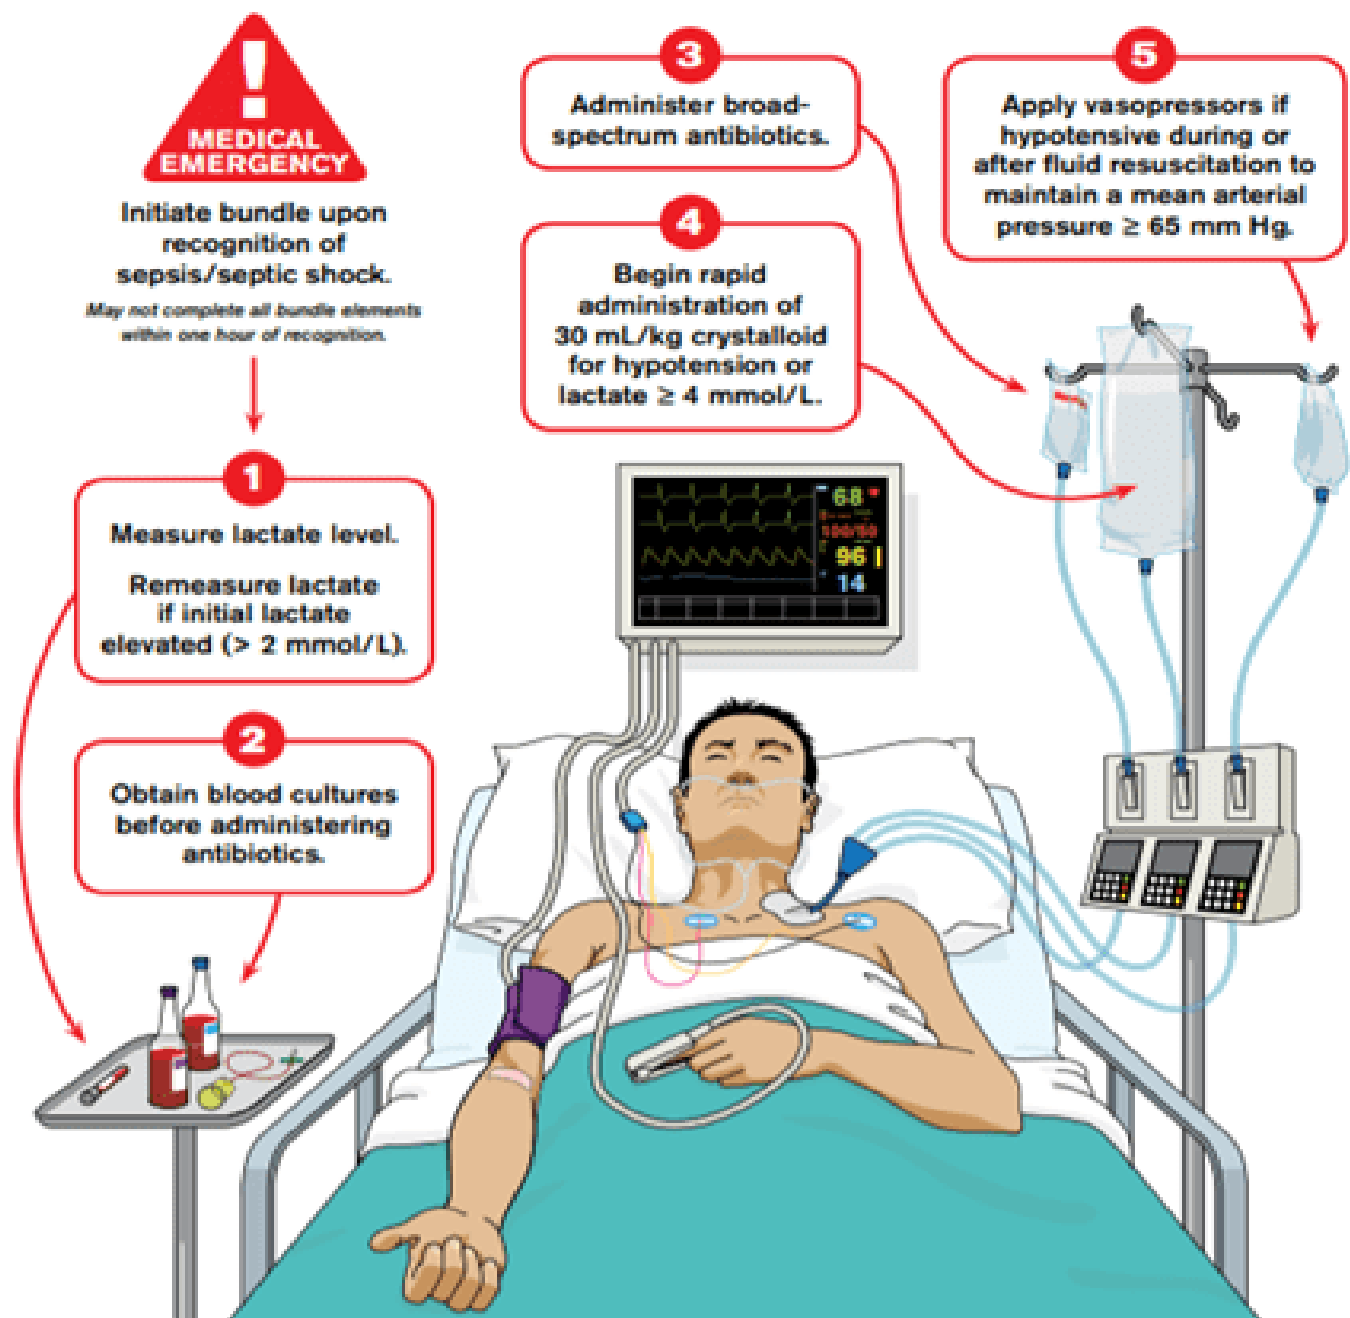 !
MEDICAL
EMERGENCY
Initiate bundle upon
recognition of
sepsis/septic shock.
May not complete all bundle elements
within one hour of recognition.
1
Measure lactate level.
Remeasure lactate
if initial lactate
elevated (> 2 mmol/L).
2
Obtain blood cultures
before administering
antibiotics.
3
Administer broad-
spectrum antibiotics.
4
Begin rapid
administration of
30 mL/kg crystalloid
for hypotension or
lactate ≥ 4 mmol/L.
5
Apply vasopressors if
hypotensive during or
after fluid resuscitation to
maintain a mean arterial
pressure ≥ 65 mm Hg.
68
96
14